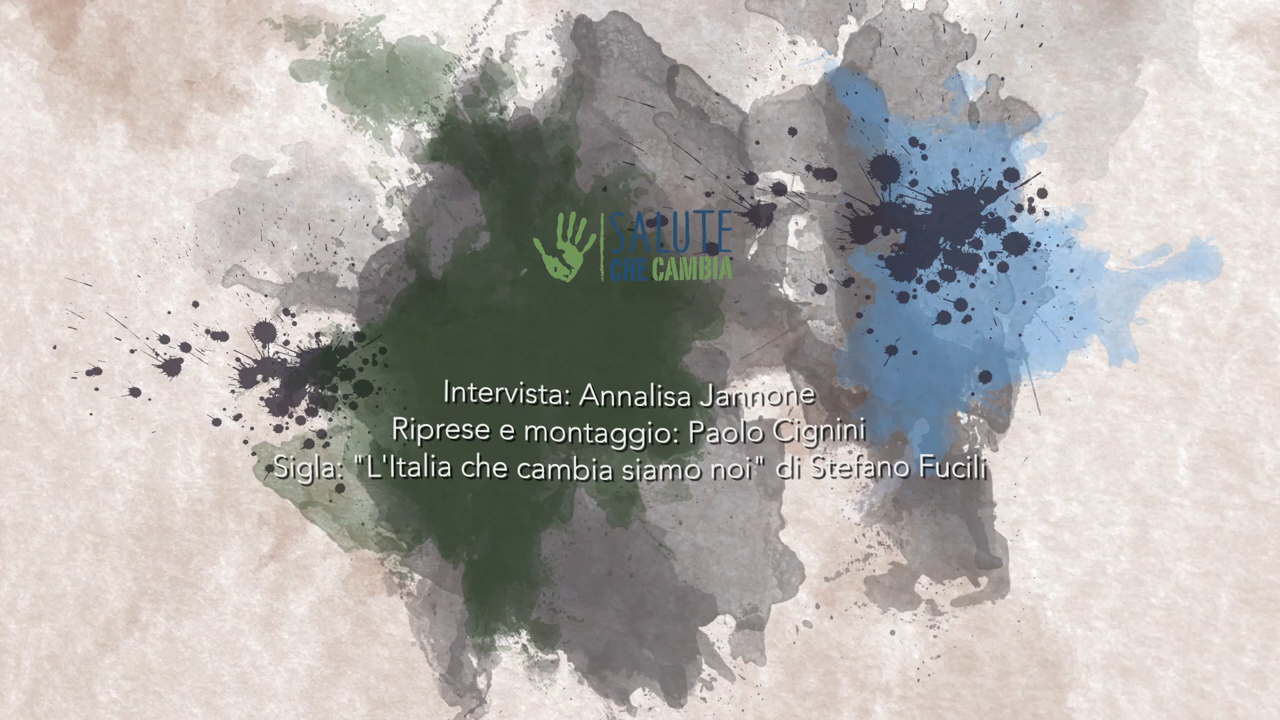 SALUTE
CHE CAMBIA
Intervista: Annalisa Jannone
Riprese e montaggio: Paolo Cignini
Sigla: "L'Italia che cambia siamo noi" di Stefano Fucili